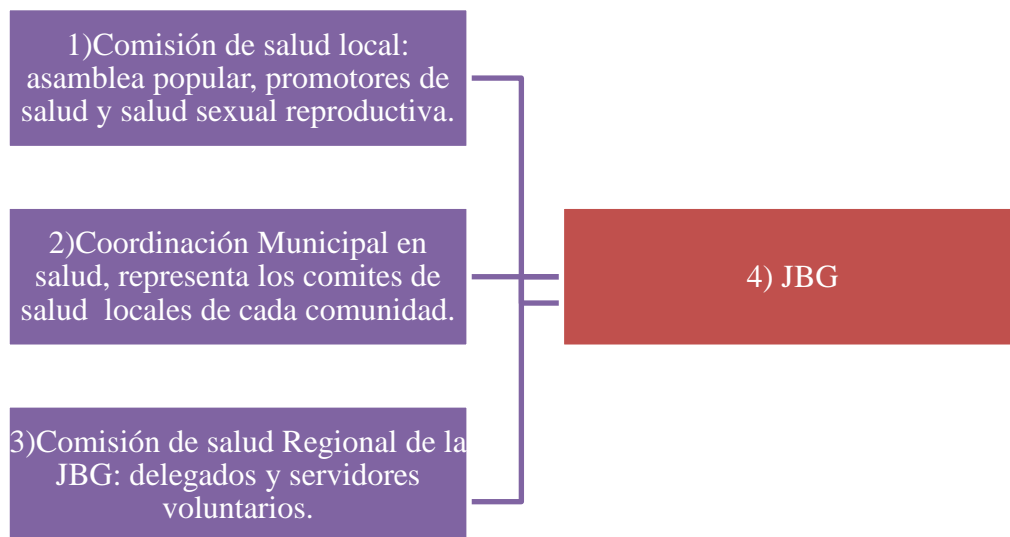 1)Comisión de salud local:
asamblea popular, promotores de
salud y salud sexual reproductiva.
2)Coordinación Municipal en
salud, representa los comites de
salud locales de cada comunidad.
4) JBG
3)Comisión de salud Regional de la
JBG: delegados y servidores
voluntarios.